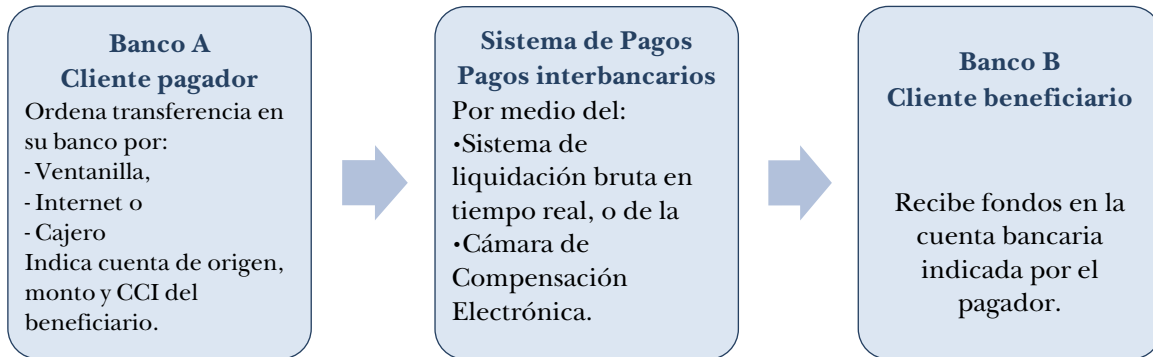 Banco A
Cliente pagador
Ordena transferencia en
su banco por:
- Ventanilla,
- Internet o
- Cajero
Indica cuenta de origen,
monto y CCI del
beneficiario.
Sistema de Pagos
Pagos interbancarios
Por medio del:
•Sistema de
liquidación bruta en
tiempo real, o de la
•Cámara de
Compensación
Electrónica.
Banco B
Cliente beneficiario
Recibe fondos en la
cuenta bancaria
indicada por el
pagador.